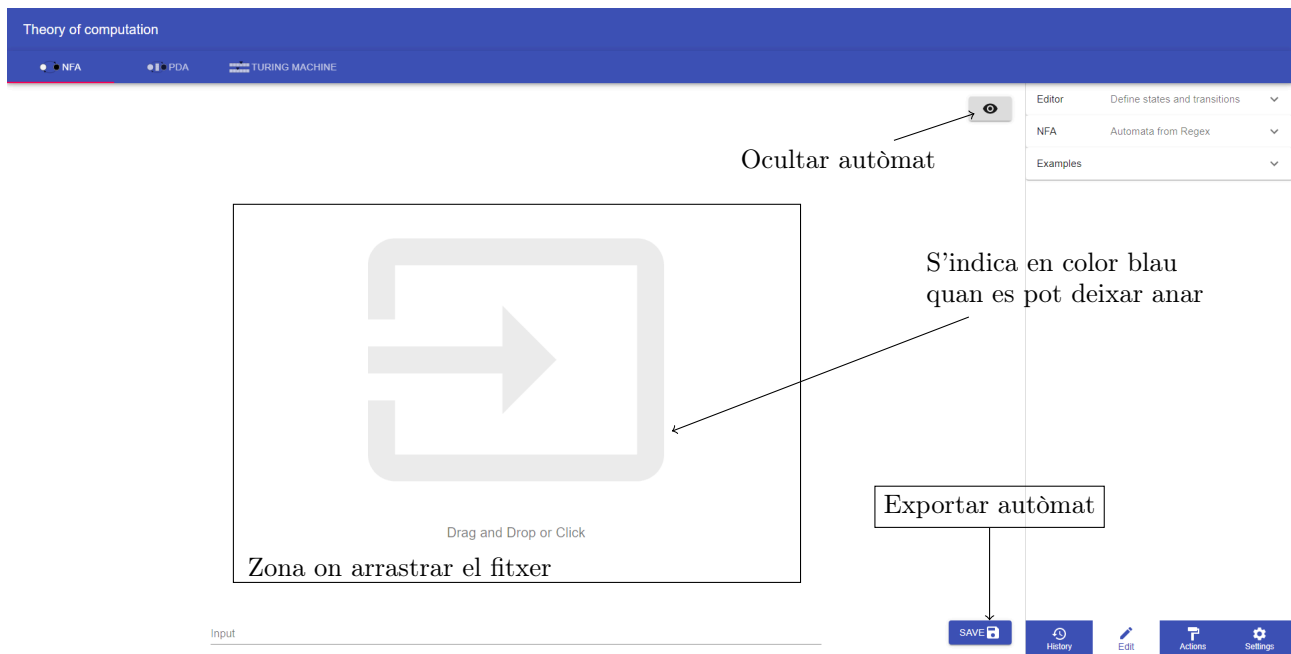 Theory of computation
NFA PDA TURING MACHINE
Editor Define states and transitions
NFA Automata from Regex
Examples
Ocultar autòmat
S'indica en color blau
quan es pot deixar anar
Exportar autòmat
Drag and Drop or Click
Zona on arrastrar el fitxer
Input
SAVE
History Edit Actions Settings